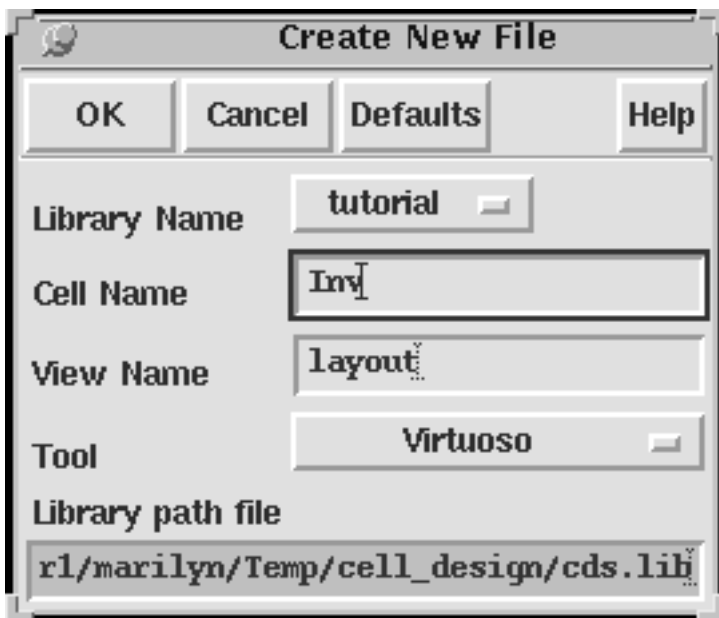 Create New File
OK Cancel Defaults Help
Library Name tutorial
Cell Name Inv
View Name layout
Tool Virtuoso
Library path file
r1/marilyn/Temp/cell_design/cds.lib